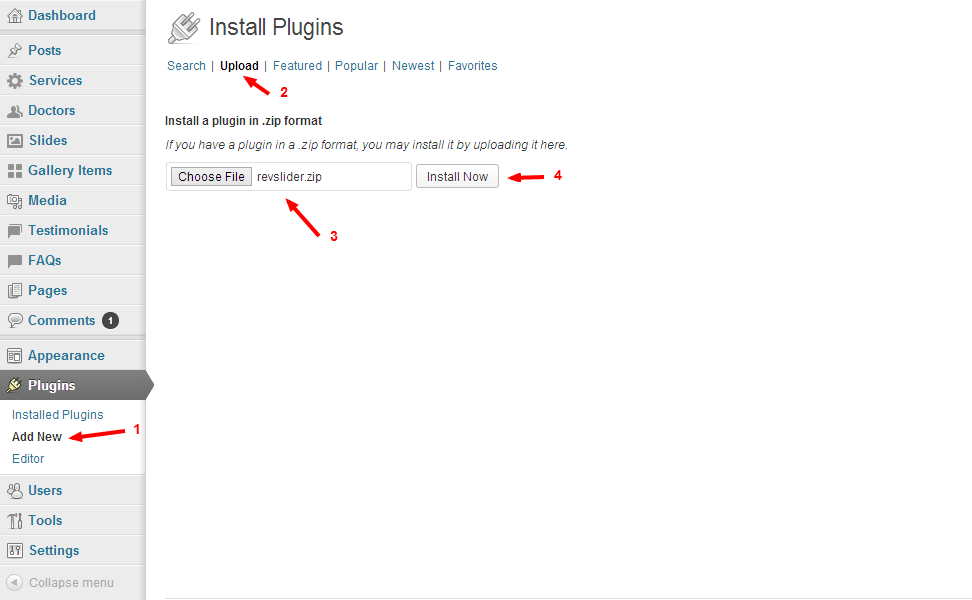 Dashboard
Posts
Services
Doctors
Slides
Gallery Items
Media
Testimonials
FAQs
Pages
Comments 1
Appearance
Plugins
Installed Plugins
Add New 1
Editor
Users
Tools
Settings
Collapse menu
Install Plugins
Search | Upload | Featured | Popular | Newest | Favorites
2
Install a plugin in .zip format
If you have a plugin in a .zip format, you may install it by uploading it here.
Choose File revslider.zip Install Now 4
3